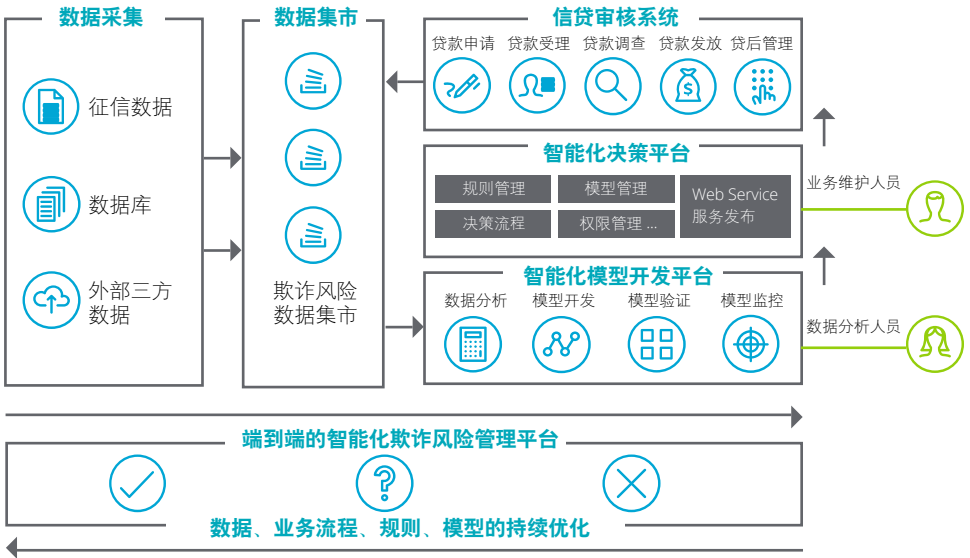 数据采集
征信数据
数据库
外部三方
数据
数据集市
欺诈风险
数据集市
信贷审核系统
贷款申请 贷款受理 贷款调查 贷款发放 贷后管理
智能化决策平台
规则管理 模型管理
决策流程 权限管理 ...
Web Service
服务发布
业务维护人员
智能化模型开发平台
数据分析 模型开发 模型验证 模型监控
数据分析人员
端到端的智能化欺诈风险管理平台
数据、业务流程、规则、模型的持续优化